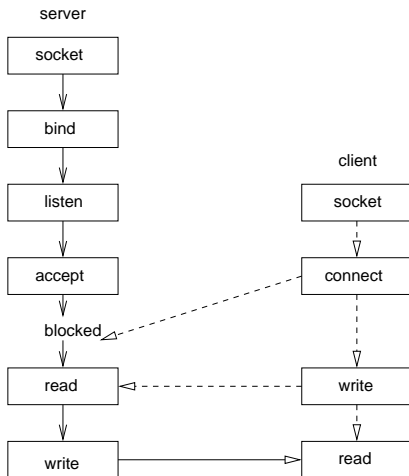 server
socket
bind
listen
accept
blocked
read
write
client
socket
connect
write
read